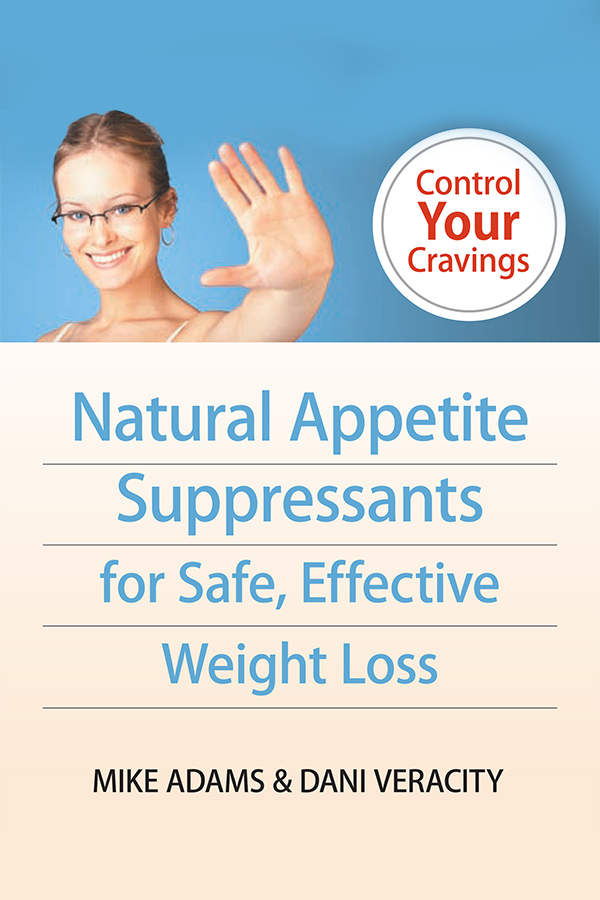 Control
Your
Cravings
Natural Appetite
Suppressants
for Safe, Effective
Weight Loss
MIKE ADAMS & DANI VERACITY